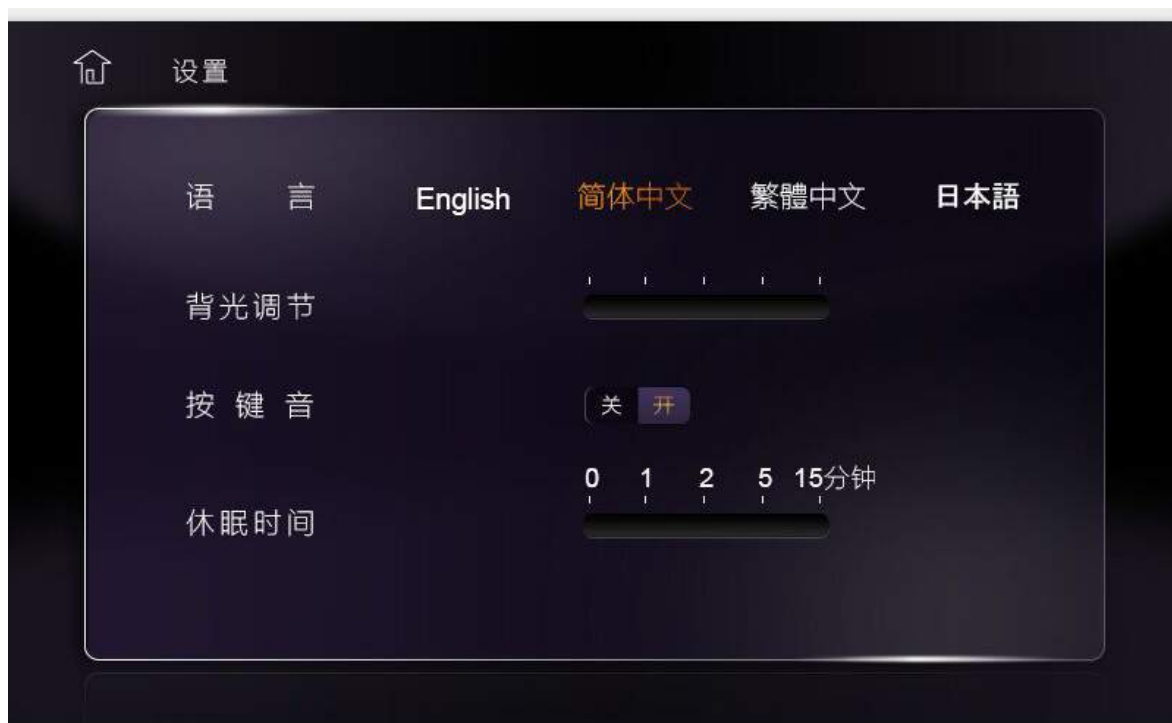 设置
语言 English 简体中文 繁體中文 日本語
背光调节
按键音 关 开
0 1 2 5 15分钟
休眠时间